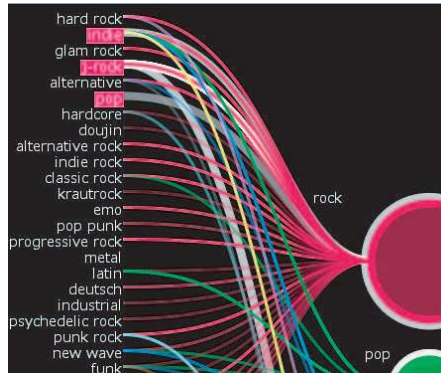 hard rock
indie
glam rock
j-rock
alternative
pop
hardcore
doujin
alternative rock
indie rock
classic rock
krautrock
emo
pop punk
progressive rock
metal
latin
deutsch
industrial
psychedelic rock
punk rock
new wave
funk
rock
pop